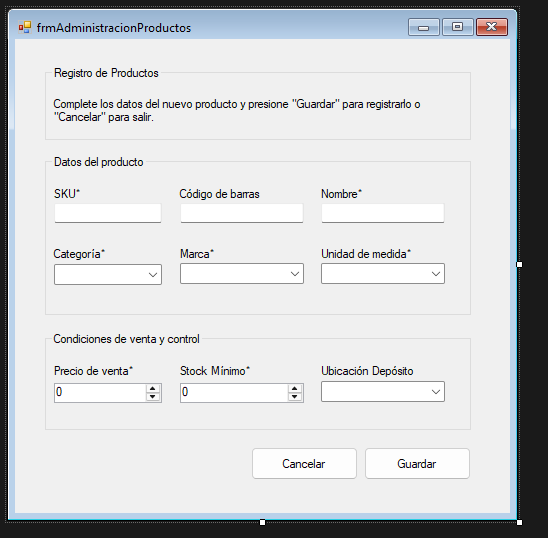 frmAdministracionProductos
Registro de Productos
Complete los datos del nuevo producto y presione "Guardar" para registrarlo o
"Cancelar" para salir.
Datos del producto
SKU* Código de barras Nombre*
Categoría* Marca* Unidad de medida*
Condiciones de venta y control
Precio de venta* Stock Mínimo* Ubicación Depósito
0 0
Cancelar Guardar